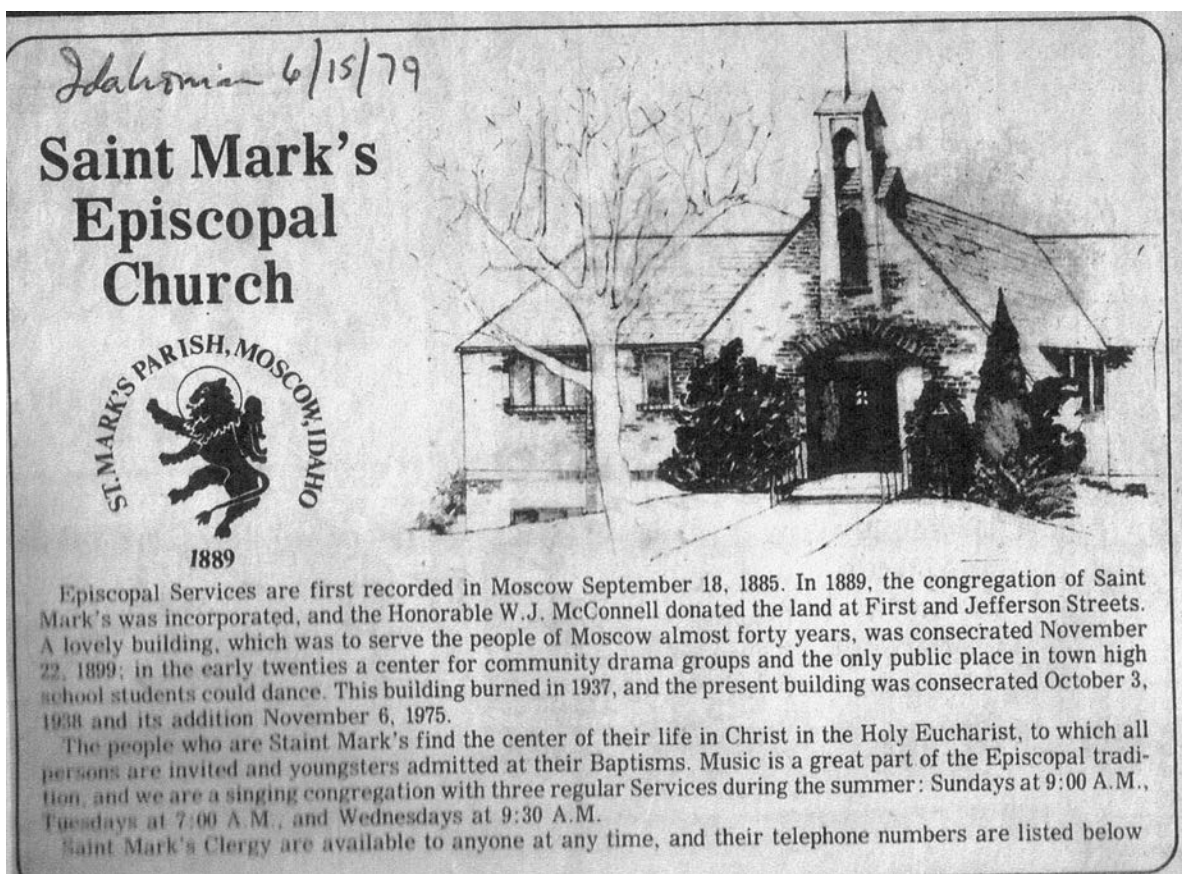 Idahonian 6/15/79
Saint Mark's
Episcopal
Church
ST. MARK'S PARISH, MOSCOW, IDAHO
1889
Episcopal Services are first recorded in Moscow September 18, 1885. In 1889, the congregation of Saint
Mark's was incorporated, and the Honorable W.J. McConnell donated the land at First and Jefferson Streets.
A lovely building, which was to serve the people of Moscow almost forty years, was consecrated November
22, 1899; in the early twenties a center for community drama groups and the only public place in town high
school students could dance. This building burned in 1937, and the present building was consecrated October 3,
1938 and its addition November 6, 1975.
The people who are Staint Mark's find the center of their life in Christ in the Holy Eucharist, to which all
persons are invited and youngsters admitted at their Baptisms. Music is a great part of the Episcopal tradi-
tion, and we are a singing congregation with three regular Services during the summer: Sundays at 9:00 A.M.,
Tuesdays at 7:00 A.M., and Wednesdays at 9:30 A.M.
Saint Mark's Clergy are available to anyone at any time, and their telephone numbers are listed below